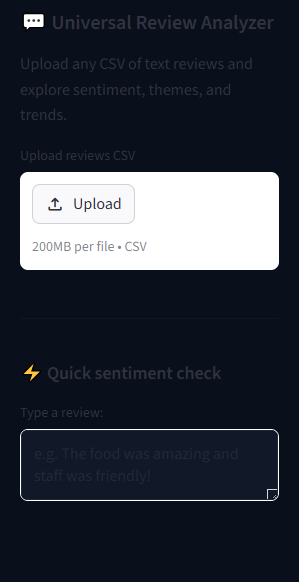 💬 Universal Review Analyzer
Upload any CSV of text reviews and
explore sentiment, themes, and
trends.
Upload reviews CSV
Upload
200MB per file • CSV
⚡ Quick sentiment check
Type a review:
e.g. The food was amazing and
staff was friendly!